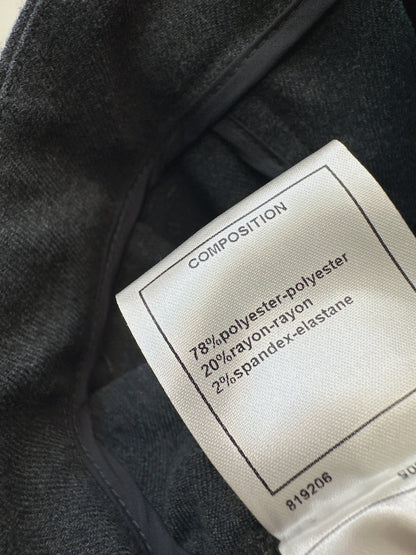 COMPOSITION
78%polyester-polyester
20%rayon-rayon
2%spandex-elastane
819206